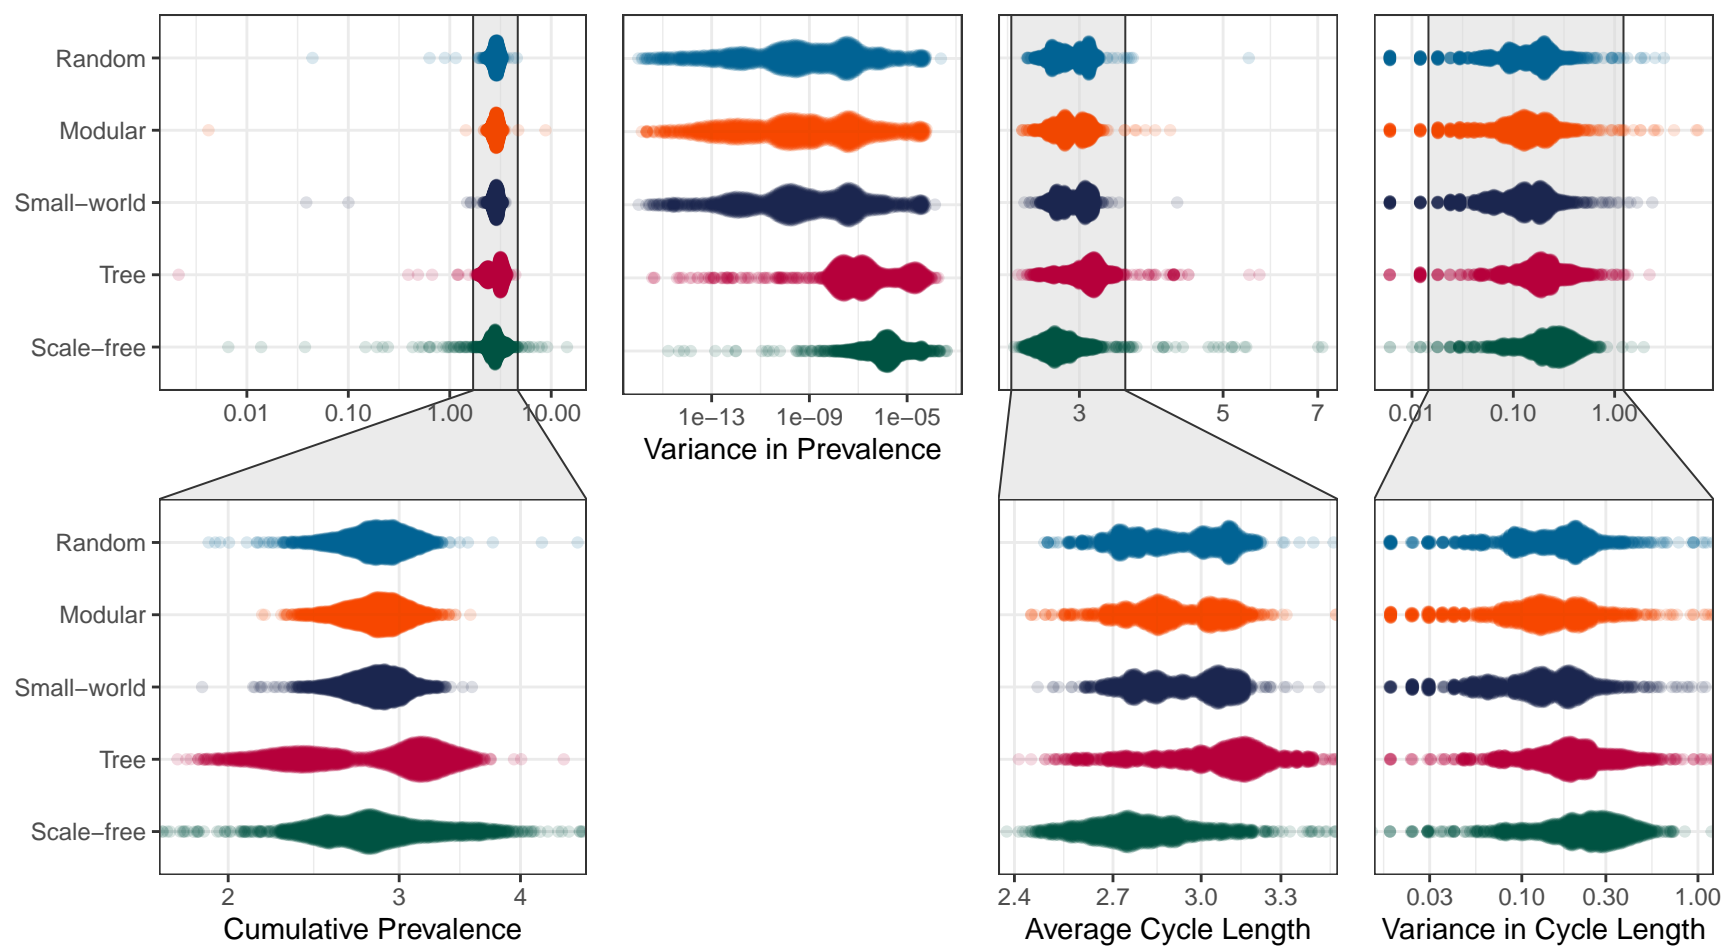 Random
Modular
Small−world
Tree
Scale−free
0.01 0.10 1.00 10.00
1e−13 1e−09 1e−05
Variance in Prevalence
3 5 7
0.01 0.10 1.00
Random
Modular
Small−world
Tree
Scale−free
2 3 4
Cumulative Prevalence
2.4 2.7 3.0 3.3
Average Cycle Length
0.03 0.10 0.30 1.00
Variance in Cycle Length